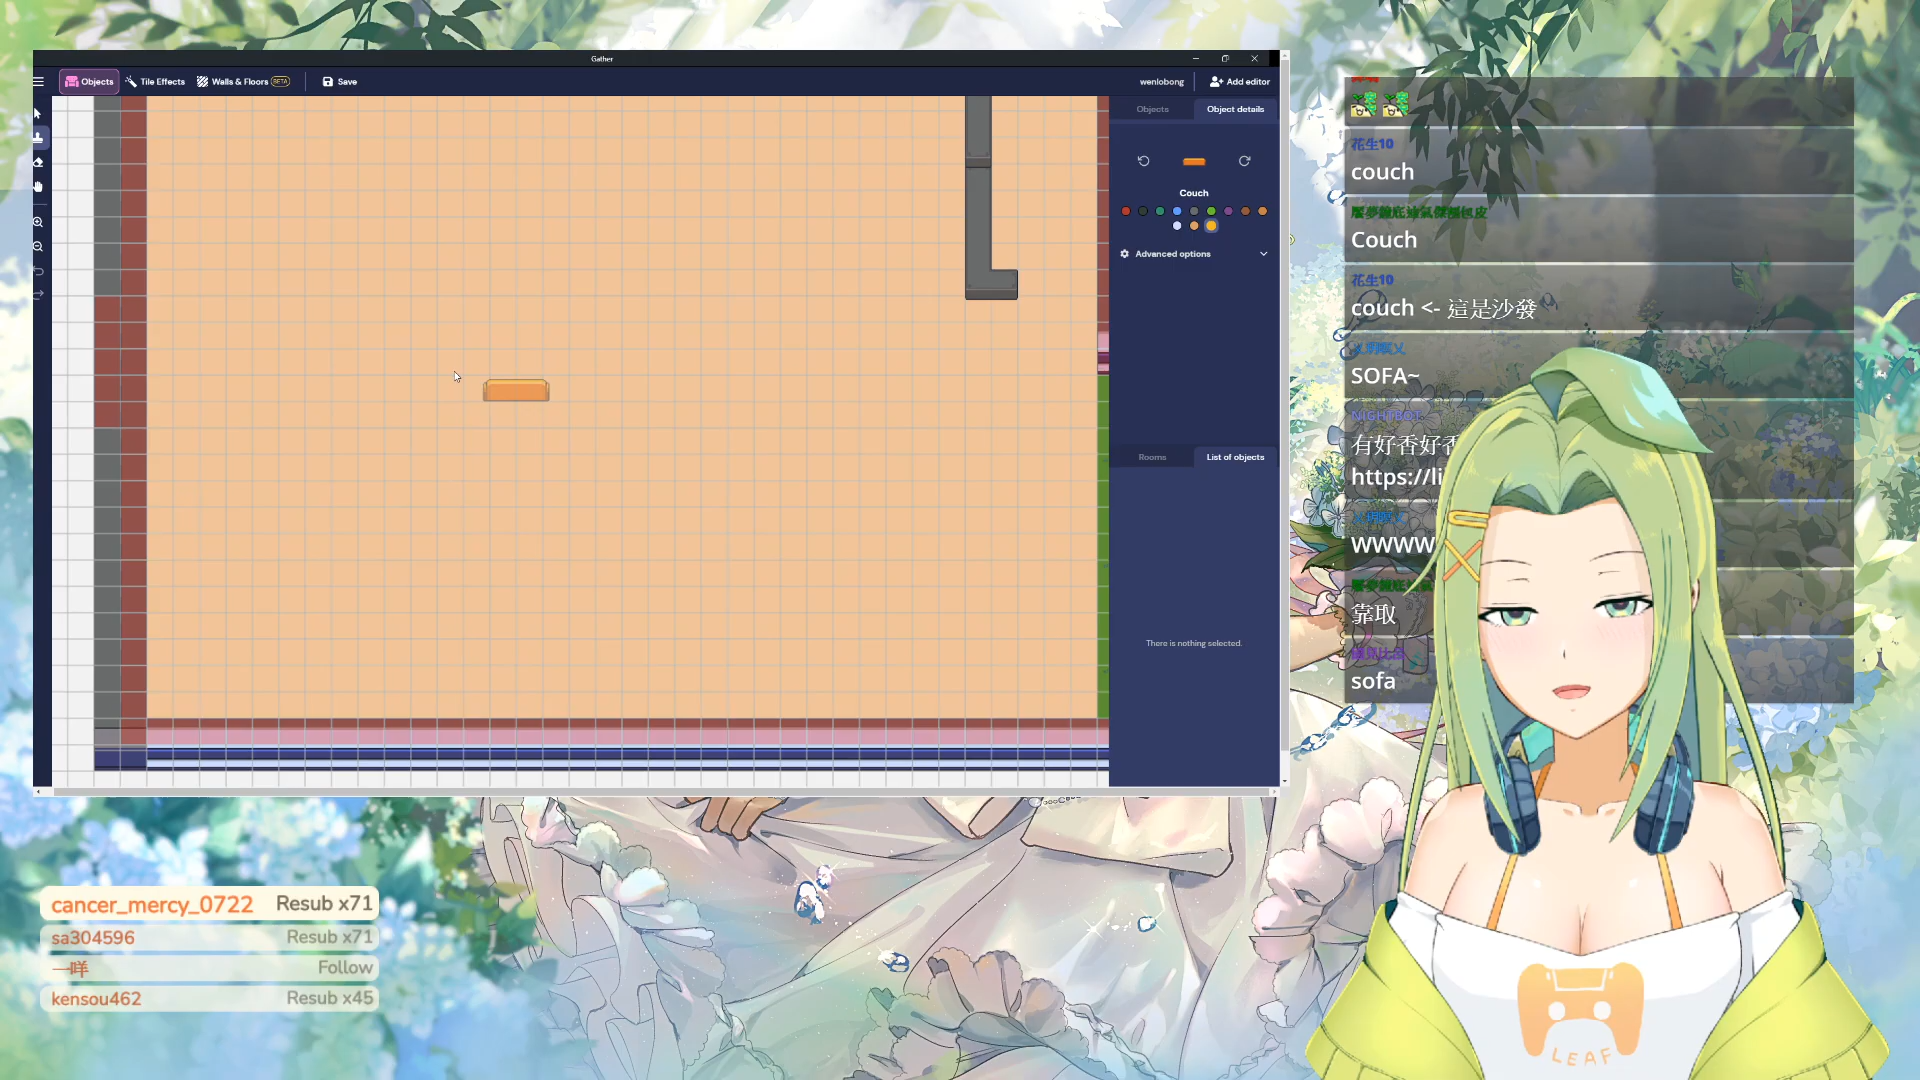 Gather
Objects
Tile Effects
Walls & Floors BETA
Save
wenlobong
Add editor
Objects
Object details
Couch
Advanced options
Rooms
List of objects
There is nothing selected.
花生10
couch
Couch
花生10
couch <- 這是沙發
SOFA~
NIGHTBOT
有好香好香
https://li
WWWW
靠取
sofa
cancer_mercy_0722 Resub x71
sa304596 Resub x71
一咩 Follow
kensou462 Resub x45
LEAF